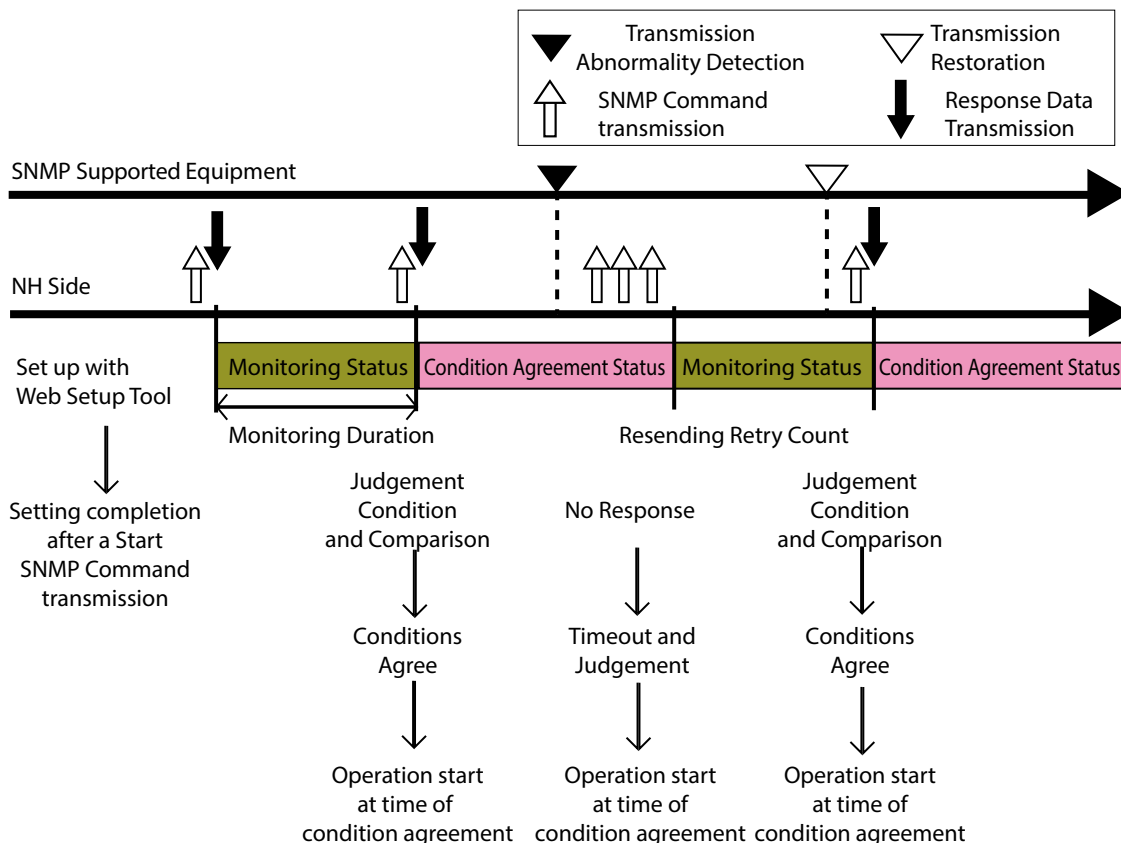 Transmission
Abnormality Detection
Transmission
Restoration
SNMP Command
transmission
Response Data
Transmission
SNMP Supported Equipment
NH Side
Set up with
Web Setup Tool
Monitoring Status
Condition Agreement Status
Monitoring Status
Condition Agreement Status
Monitoring Duration
Resending Retry Count
Setting completion
after a Start
SNMP Command
transmission
Judgement
Condition
and Comparison
No Response
Judgement
Condition
and Comparison
Conditions
Agree
Timeout and
Judgement
Conditions
Agree
Operation start
at time of
condition agreement
Operation start
at time of
condition agreement
Operation start
at time of
condition agreement